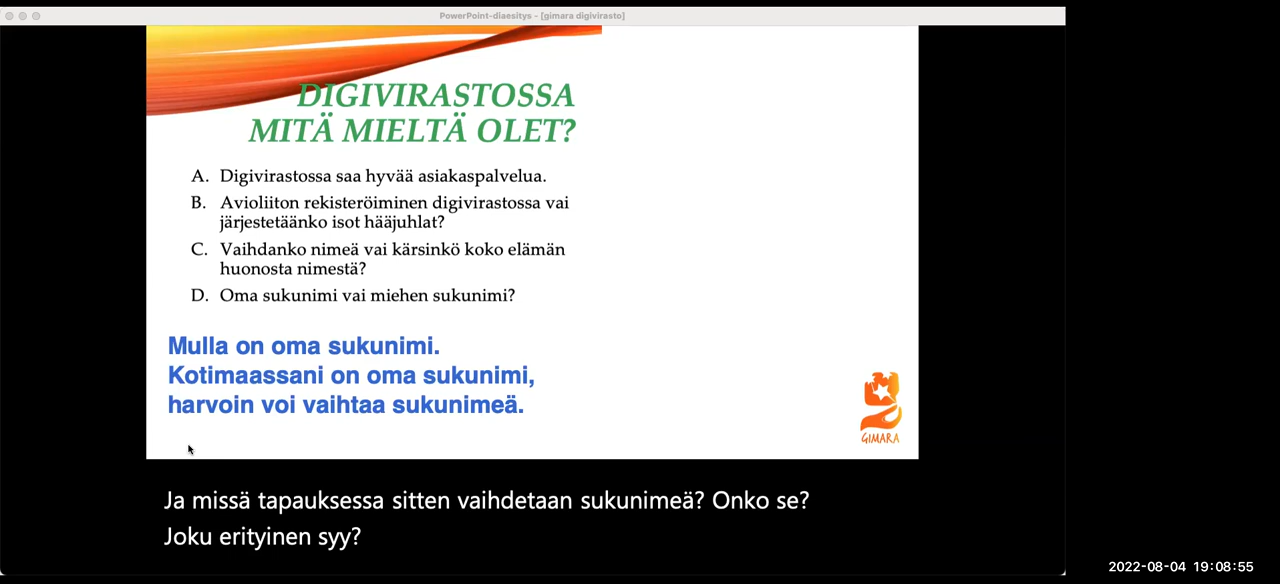 PowerPoint-diaesitys - [gimara digivirasto]
DIGIVIRASTOSSA
MITÄ MIELTÄ OLET?
A. Digivirastossa saa hyvää asiakaspalvelua.
B. Avioliiton rekisteröiminen digivirastossa vai
järjestetäänko isot hääjuhlat?
C. Vaihdanko nimeä vai kärsinkö koko elämän
huonosta nimestä?
D. Oma sukunimi vai miehen sukunimi?
Mulla on oma sukunimi.
Kotimaassani on oma sukunimi,
harvoin voi vaihtaa sukunimeä.
GIMARA
Ja missä tapauksessa sitten vaihdetaan sukunimeä? Onko se?
Joku erityinen syy?
2022-08-04 19:08:55